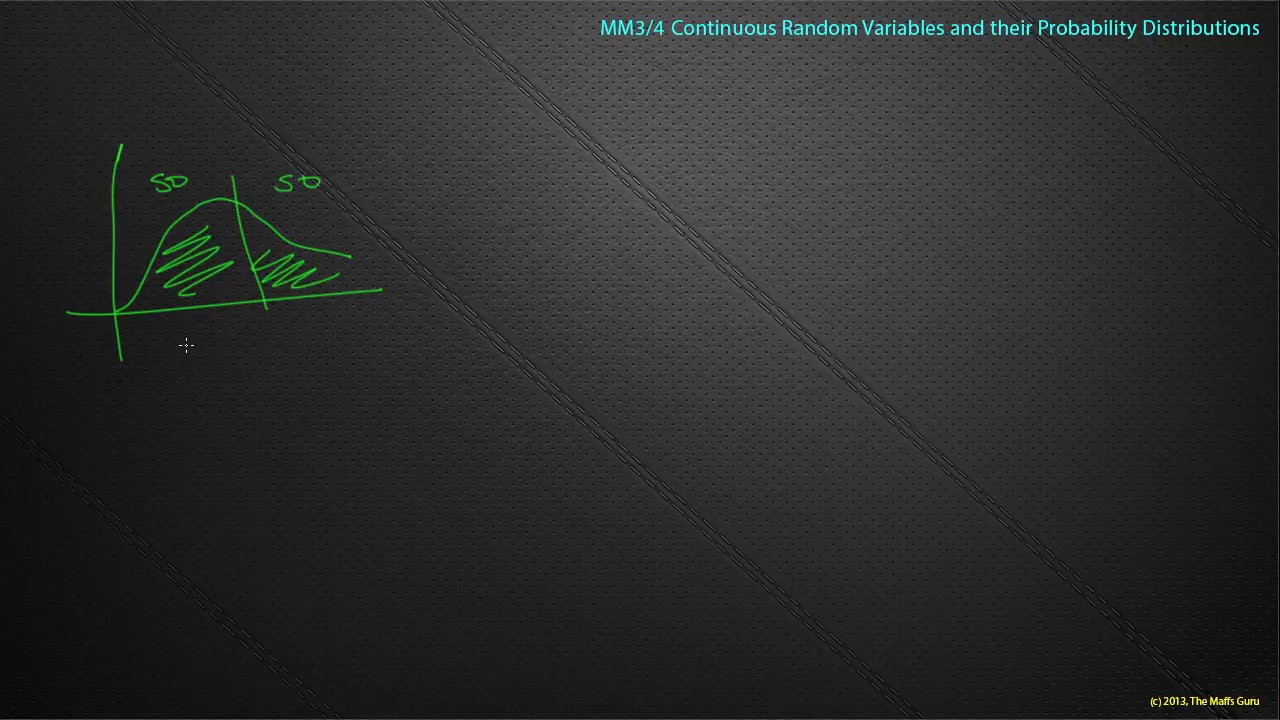 MM3/4 Continuous Random Variables and their Probability Distributions
50 50
(c) 2013, The Maffs Guru